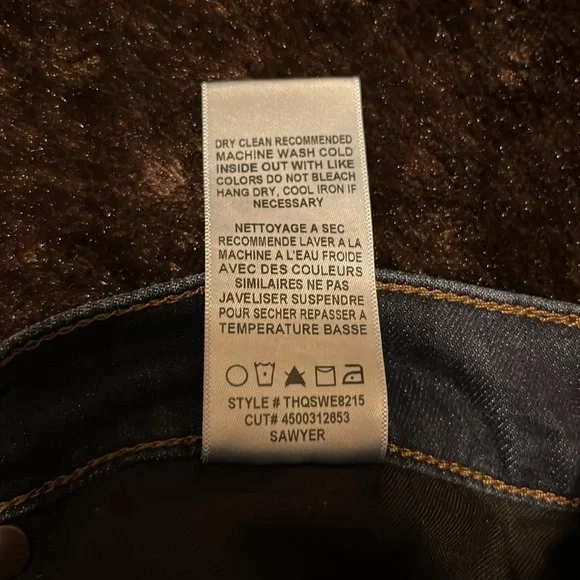 DRY CLEAN RECOMMENDED
MACHINE WASH COLD
INSIDE OUT WITH LIKE
COLORS DO NOT BLEACH
HANG DRY, COOL IRON IF
NECESSARY
NETTOYAGE A SEC
RECOMMENDE LAVER A LA
MACHINE A L'EAU FROIDE
AVEC DES COULEURS
SIMILAIRES NE PAS
JAVELISER SUSPENDRE
POUR SECHER REPASSER A
TEMPERATURE BASSE
STYLE # THQSWE8215
CUT# 4500312653
SAWYER